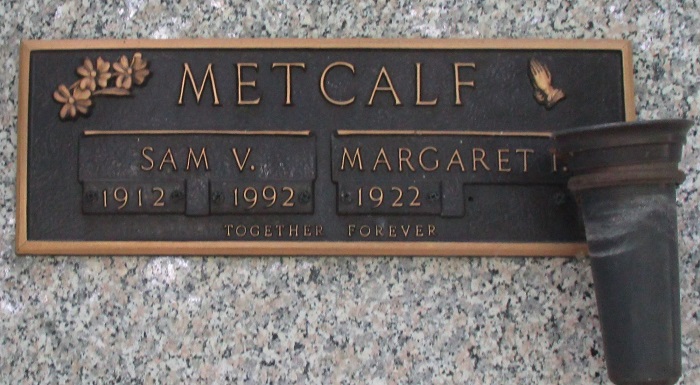 METCALF
SAM V. MARGARET
1912 1992 1922
TOGETHER FOREVER